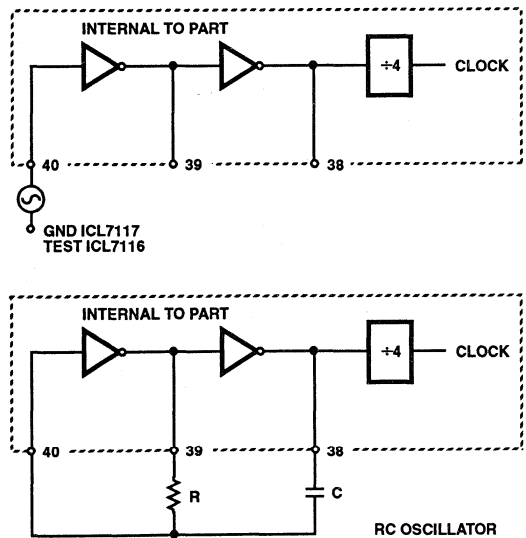 INTERNAL TO PART
÷4
CLOCK
40
39
38
GND ICL7117
TEST ICL7116
INTERNAL TO PART
÷4
CLOCK
40
39
38
R
C
RC OSCILLATOR